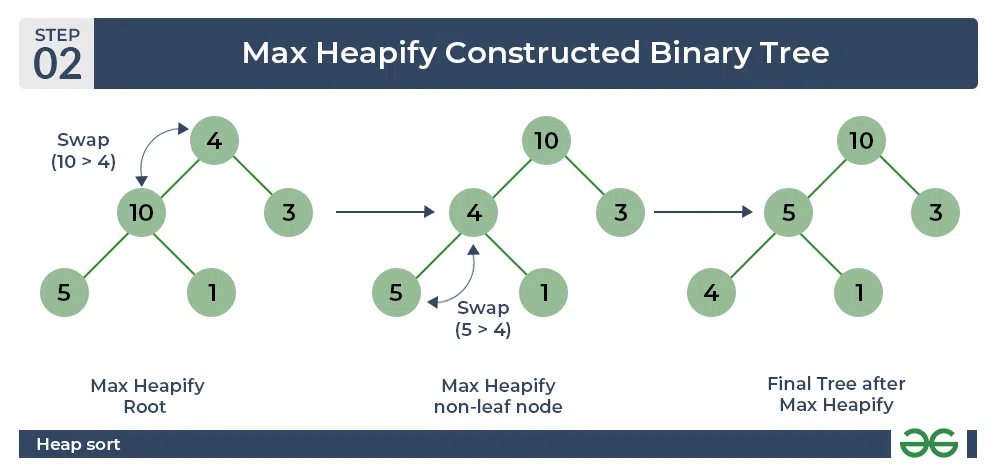 STEP
02
Max Heapify Constructed Binary Tree
Swap
(10 > 4)
4
10
3
5
1
Max Heapify
Root
10
4
3
5
1
Swap
(5 > 4)
Max Heapify
non-leaf node
10
5
3
4
1
Final Tree after
Max Heapify
Heap sort